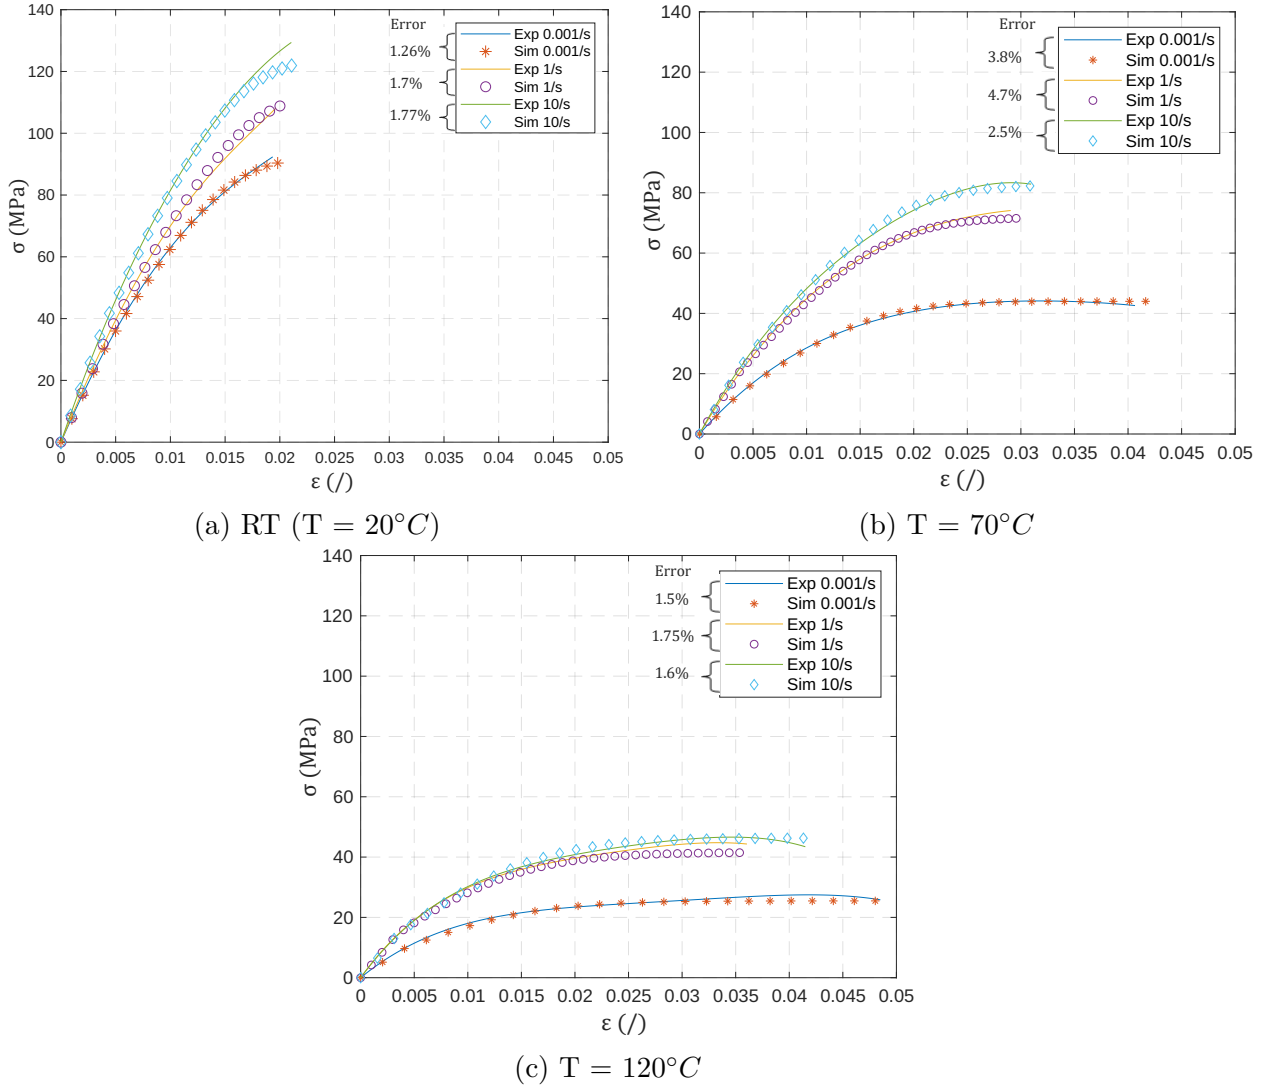 140
120
100
80
60
40
20
0
σ (MPa)
0 0.005 0.01 0.015 0.02 0.025 0.03 0.035 0.04 0.045 0.05
ε (/)
Error
1.26%
1.7%
1.77%
Exp 0.001/s
Sim 0.001/s
Exp 1/s
Sim 1/s
Exp 10/s
Sim 10/s
(a) RT (T = 20°C)
140
120
100
80
60
40
20
0
σ (MPa)
0 0.005 0.01 0.015 0.02 0.025 0.03 0.035 0.04 0.045 0.05
ε (/)
Error
3.8%
4.7%
2.5%
Exp 0.001/s
Sim 0.001/s
Exp 1/s
Sim 1/s
Exp 10/s
Sim 10/s
(b) T = 70°C
140
120
100
80
60
40
20
0
σ (MPa)
0 0.005 0.01 0.015 0.02 0.025 0.03 0.035 0.04 0.045 0.05
ε (/)
Error
1.5%
1.75%
1.6%
Exp 0.001/s
Sim 0.001/s
Exp 1/s
Sim 1/s
Exp 10/s
Sim 10/s
(c) T = 120°C